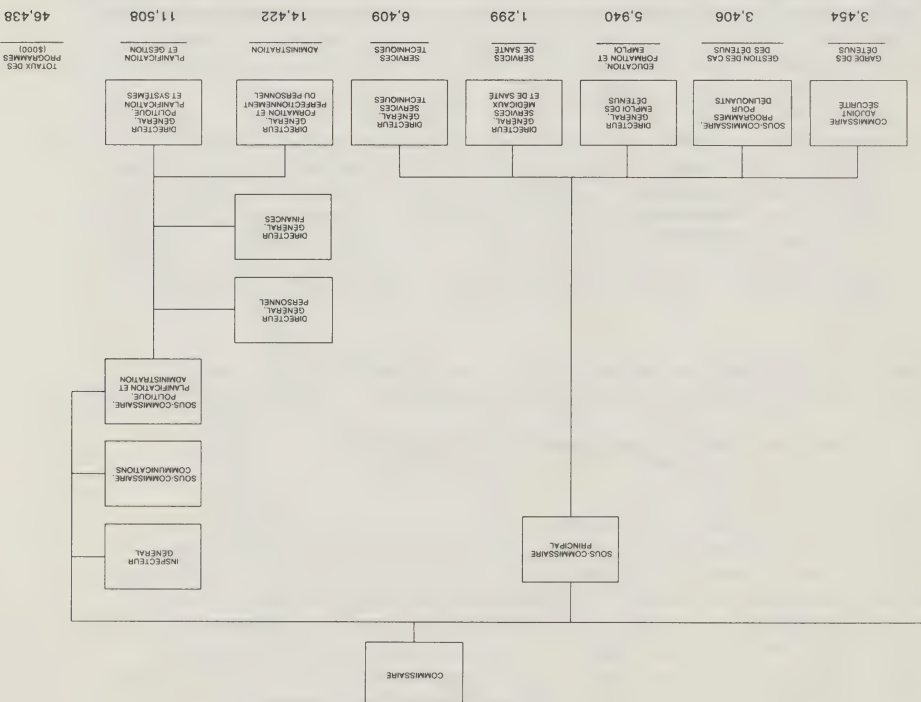 COMMISSAIRE
SOUS-COMMISSAIRE
PRINCIPAL
INSPECTEUR
GÉNÉRAL
SOUS-COMMISSAIRE,
COMMUNICATIONS
SOUS-COMMISSAIRE,
POLITIQUE,
PLANIFICATION ET
ADMINISTRATION
DIRECTEUR
GÉNÉRAL,
PERSONNEL
DIRECTEUR
GÉNÉRAL,
FINANCES
COMMISSAIRE
ADJOINT
SÉCURITÉ
SOUS-COMMISSAIRE,
PROGRAMMES
POUR
DÉLINQUANTS
DIRECTEUR
GÉNÉRAL,
EMPLOI DES
DÉTENUS
DIRECTEUR
GÉNÉRAL,
SERVICES
MÉDICAUX
ET DE SANTÉ
DIRECTEUR
GÉNÉRAL,
SERVICES
TECHNIQUES
DIRECTEUR
GÉNÉRAL,
FORMATION ET
PERFECTIONNEMENT
DU PERSONNEL
DIRECTEUR
GÉNÉRAL,
POLITIQUE,
PLANIFICATION
ET SYSTÈMES
GARDE DES
DÉTENUS
GESTION DES CAS
DES DÉTENUS
EDUCATION,
FORMATION ET
EMPLOI
SERVICES
DE SANTÉ
SERVICES
TECHNIQUES
ADMINISTRATION
PLANIFICATION
ET GESTION
TOTAUX DES
PROGRAMMES
($000)
3,454
3,406
5,940
1,299
6,409
14,422
11,508
46,438